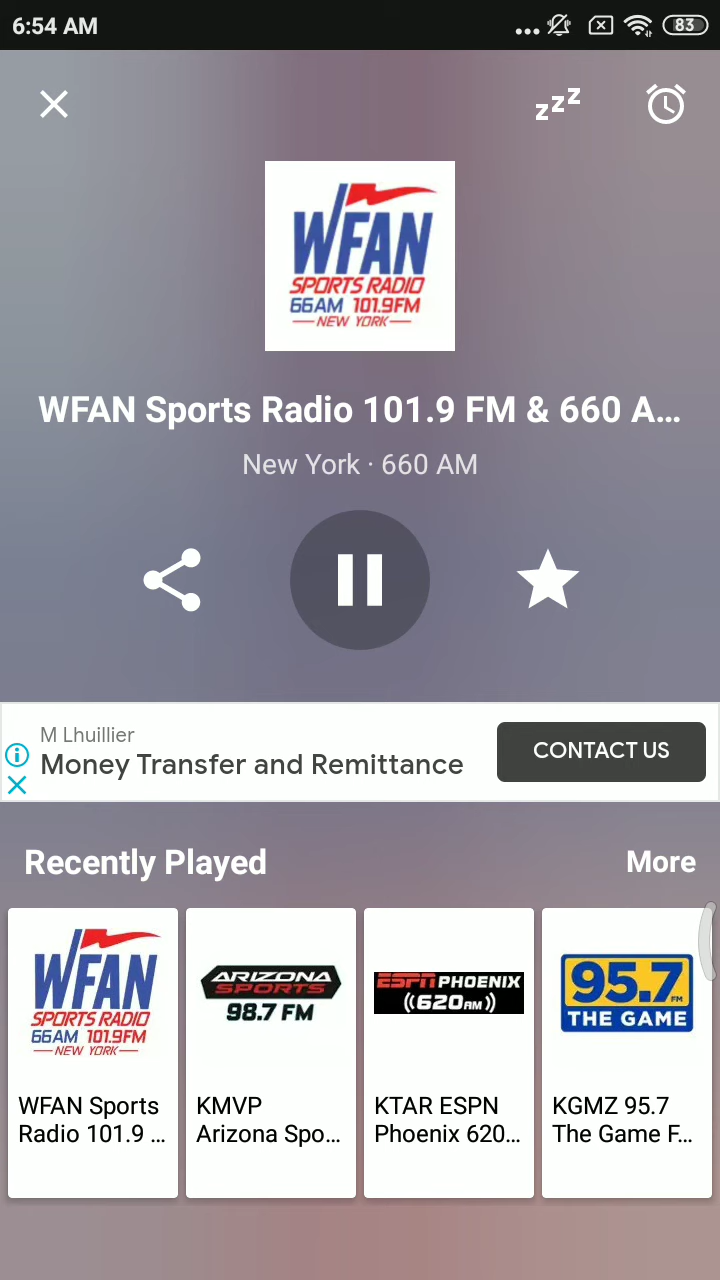 6:54 AM
83
zzz
WFAN
SPORTS RADIO
66AM 101.9FM
NEW YORK
WFAN Sports Radio 101.9 FM & 660 A...
New York · 660 AM
M Lhuillier
Money Transfer and Remittance
CONTACT US
Recently Played
More
WFAN
SPORTS RADIO
66AM 101.9FM
NEW YORK
WFAN Sports
Radio 101.9 ...
ARIZONA
SPORTS
98.7 FM
KMVP
Arizona Spo...
ESPN PHOENIX
((620AM))
KTAR ESPN
Phoenix 620...
95.7 FM
THE GAME
KGMZ 95.7
The Game F...